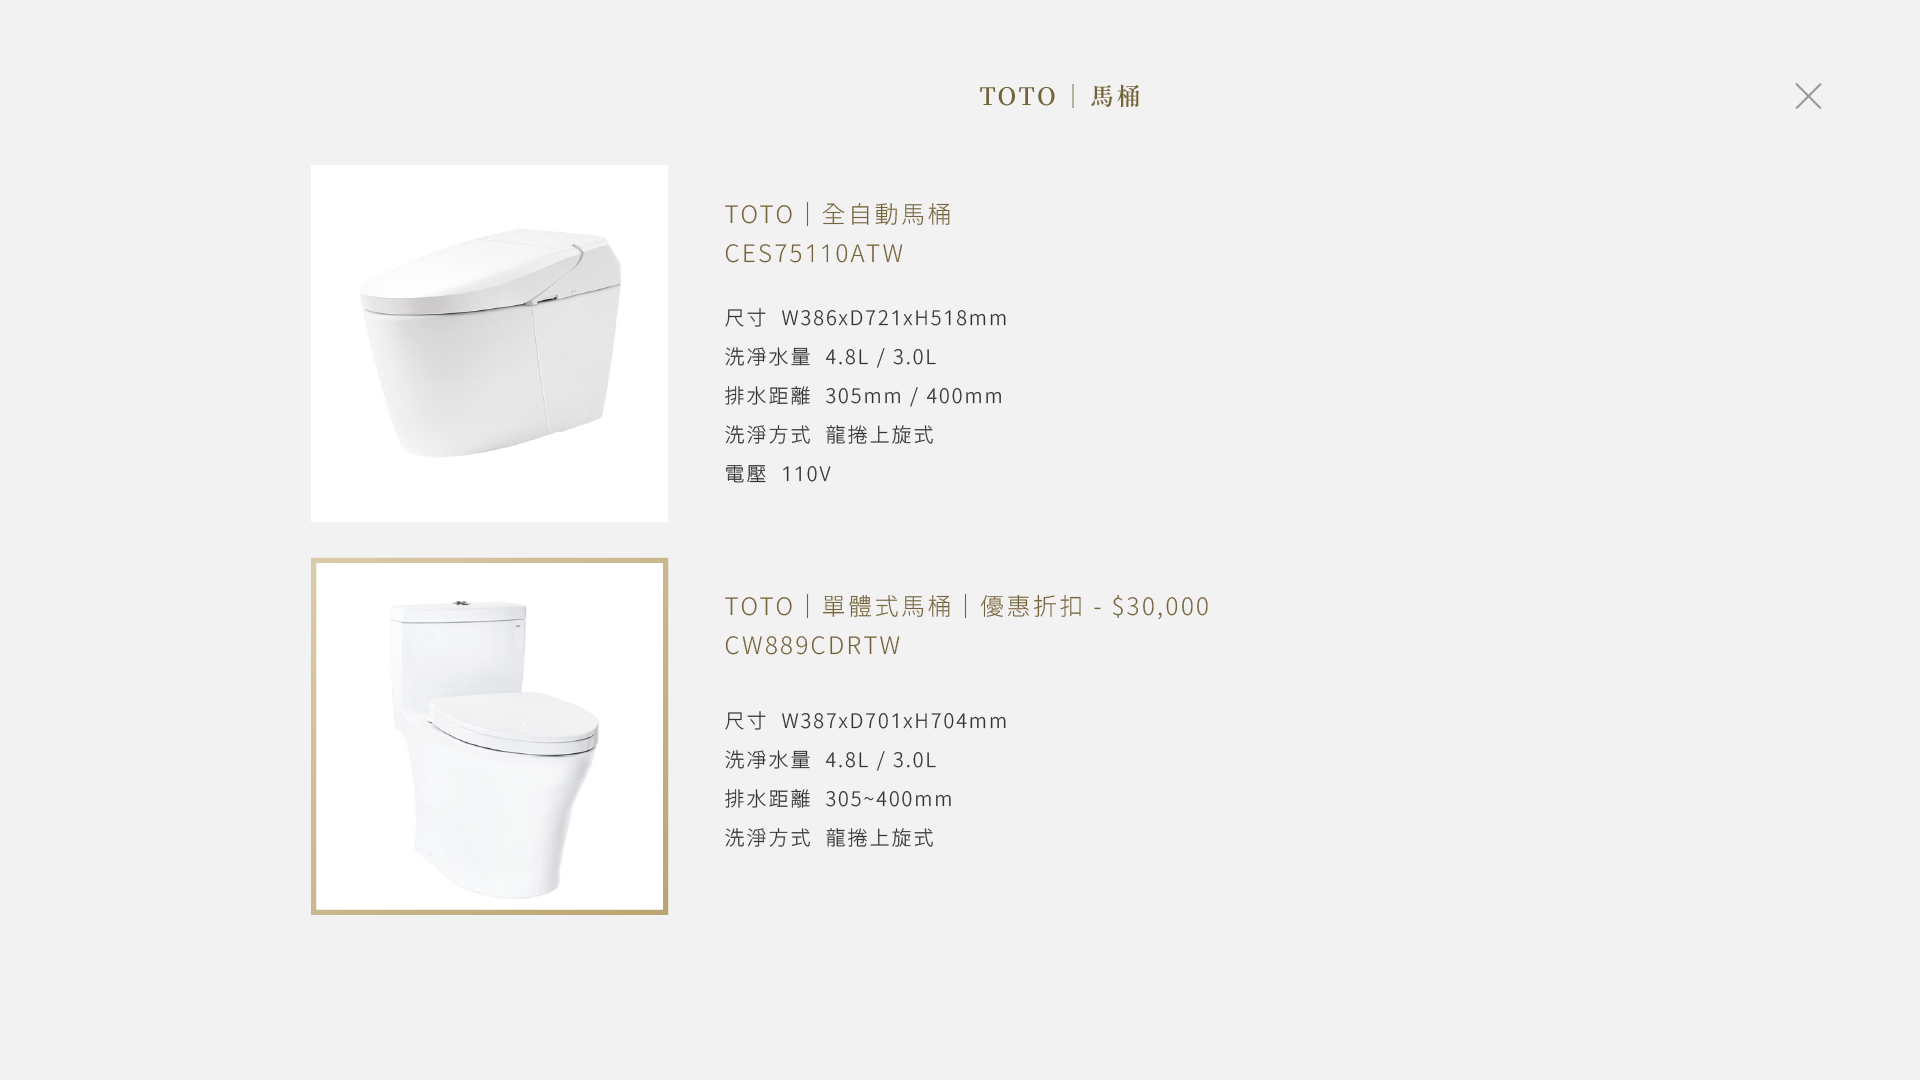 TOTO｜馬桶
TOTO｜全自動馬桶
CES75110ATW
尺寸 W386xD721xH518mm
洗淨水量 4.8L / 3.0L
排水距離 305mm / 400mm
洗淨方式 龍捲上旋式
電壓 110V
TOTO｜單體式馬桶｜優惠折扣 - $30,000
CW889CDRTW
尺寸 W387xD701xH704mm
洗淨水量 4.8L / 3.0L
排水距離 305~400mm
洗淨方式 龍捲上旋式